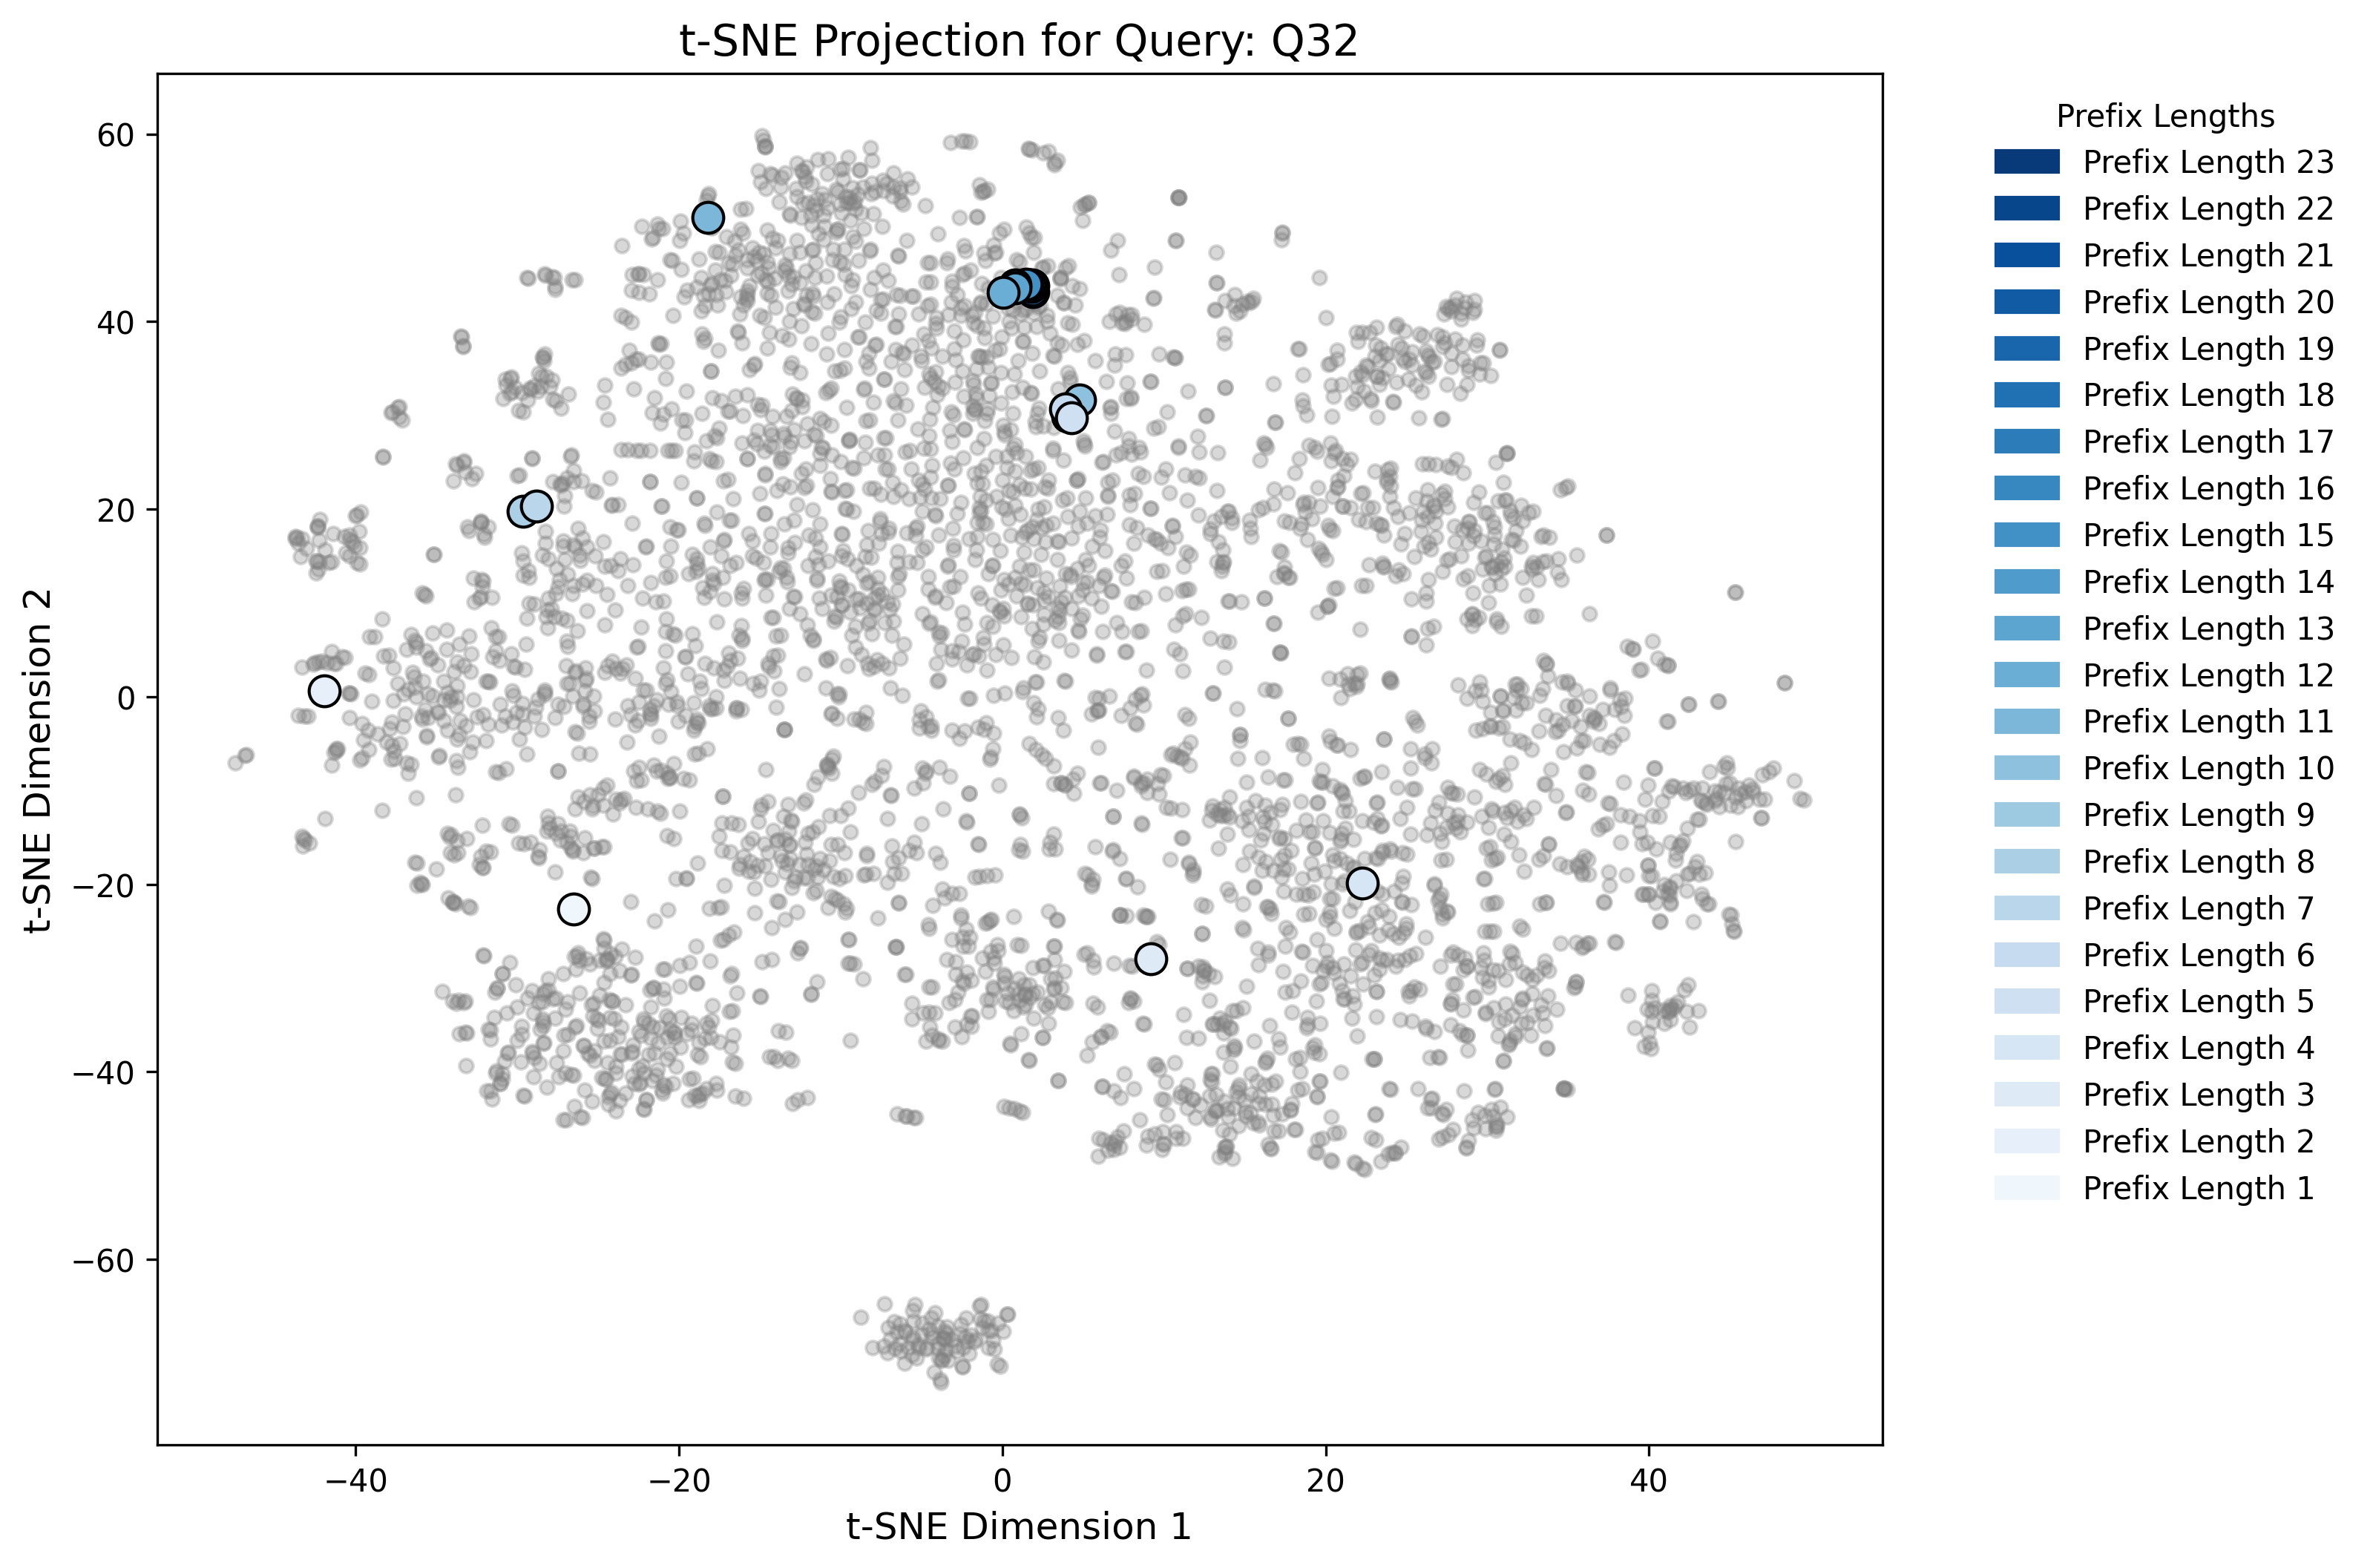 t-SNE Projection for Query: Q32
t-SNE Dimension 2
60
40
20
0
−20
−40
−60
−40
−20
0
20
40
t-SNE Dimension 1
Prefix Lengths
Prefix Length 23
Prefix Length 22
Prefix Length 21
Prefix Length 20
Prefix Length 19
Prefix Length 18
Prefix Length 17
Prefix Length 16
Prefix Length 15
Prefix Length 14
Prefix Length 13
Prefix Length 12
Prefix Length 11
Prefix Length 10
Prefix Length 9
Prefix Length 8
Prefix Length 7
Prefix Length 6
Prefix Length 5
Prefix Length 4
Prefix Length 3
Prefix Length 2
Prefix Length 1